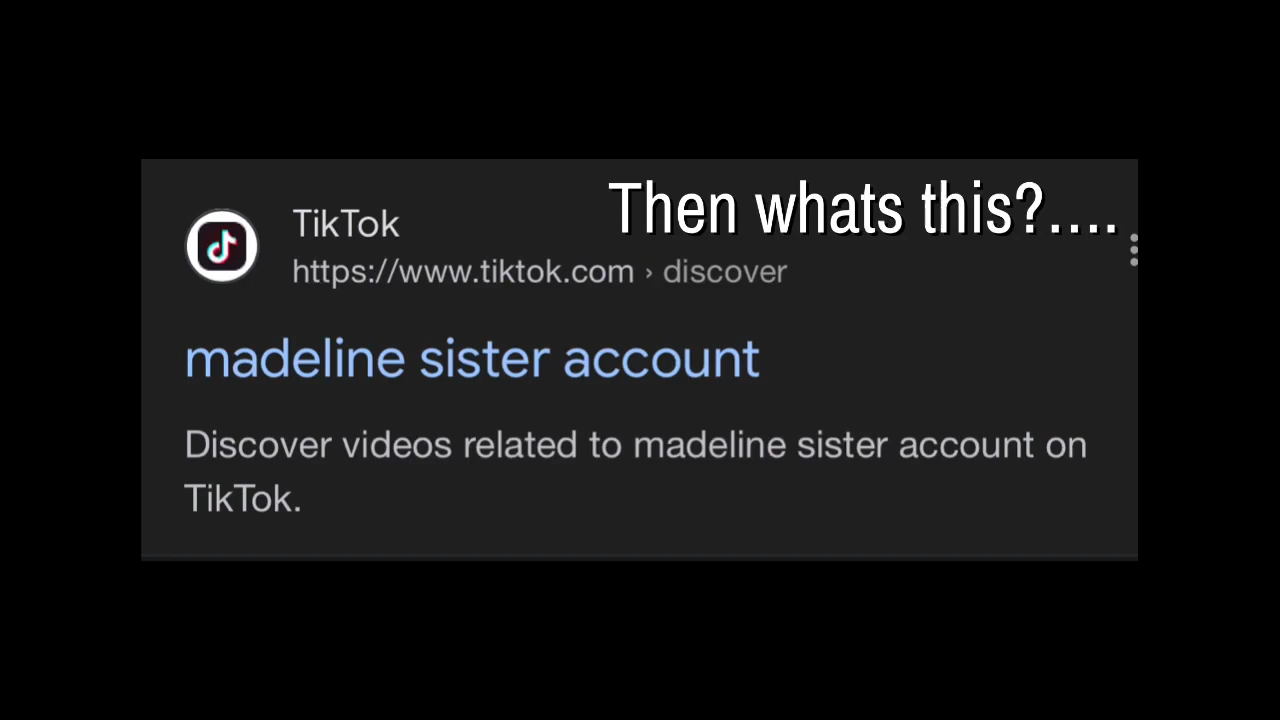 Then whats this?....
TikTok
https://www.tiktok.com › discover
madeline sister account
Discover videos related to madeline sister account on
TikTok.